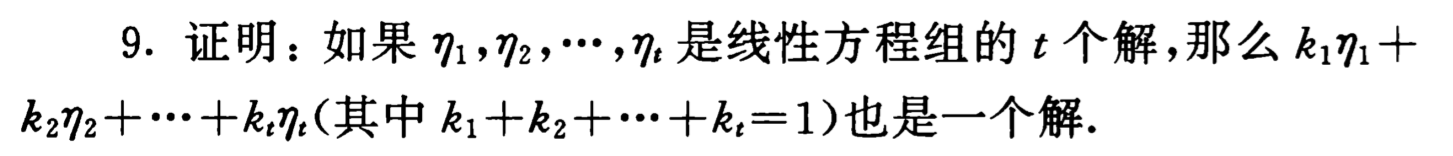 9. 证明：如果 η₁,η₂,⋯,ηₜ 是线性方程组的 t 个解,那么 k₁η₁+
k₂η₂+⋯+kₜηₜ(其中 k₁+k₂+⋯+kₜ=1)也是一个解.